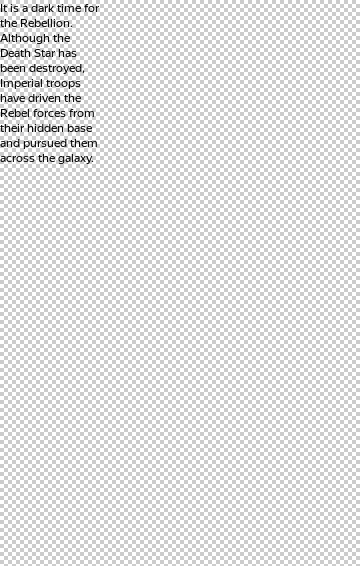 It is a dark time for
the Rebellion.
Although the
Death Star has
been destroyed,
Imperial troops
have driven the
Rebel forces from
their hidden base
and pursued them
across the galaxy.